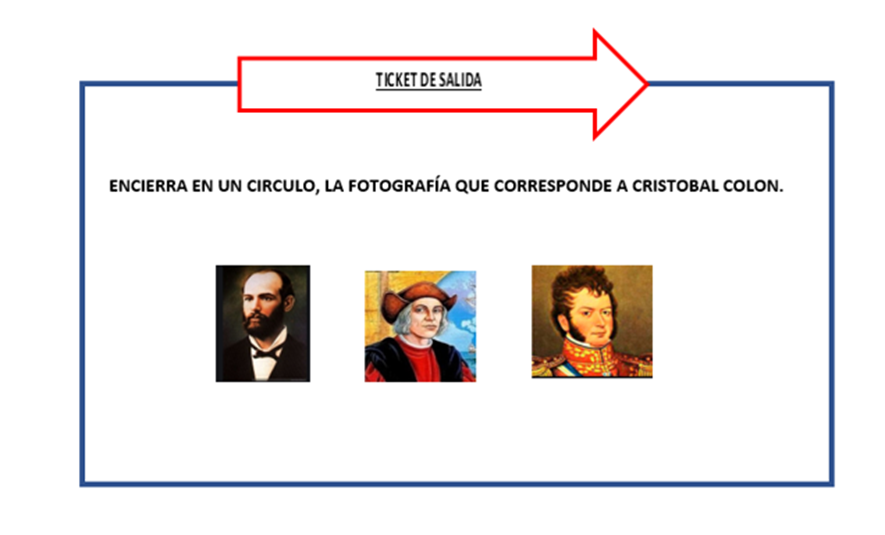 TICKET DE SALIDA
ENCIERRA EN UN CIRCULO, LA FOTOGRAFÍA QUE CORRESPONDE A CRISTOBAL COLON.